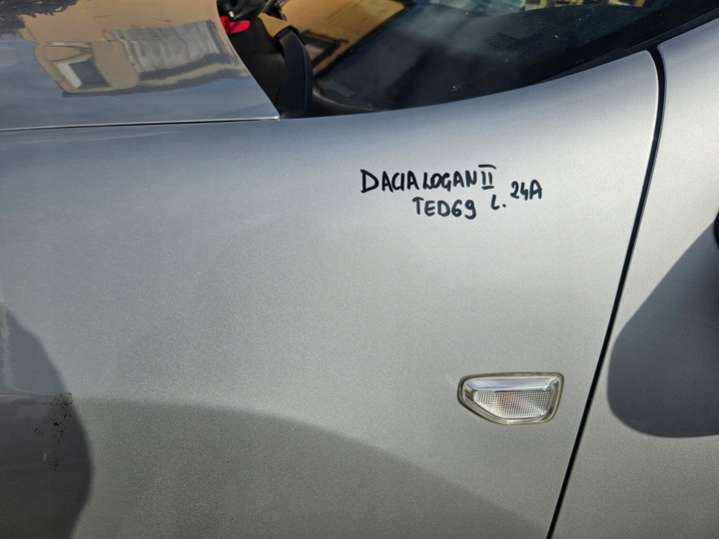 DACIA LOGAN II
TED69 L. 24A